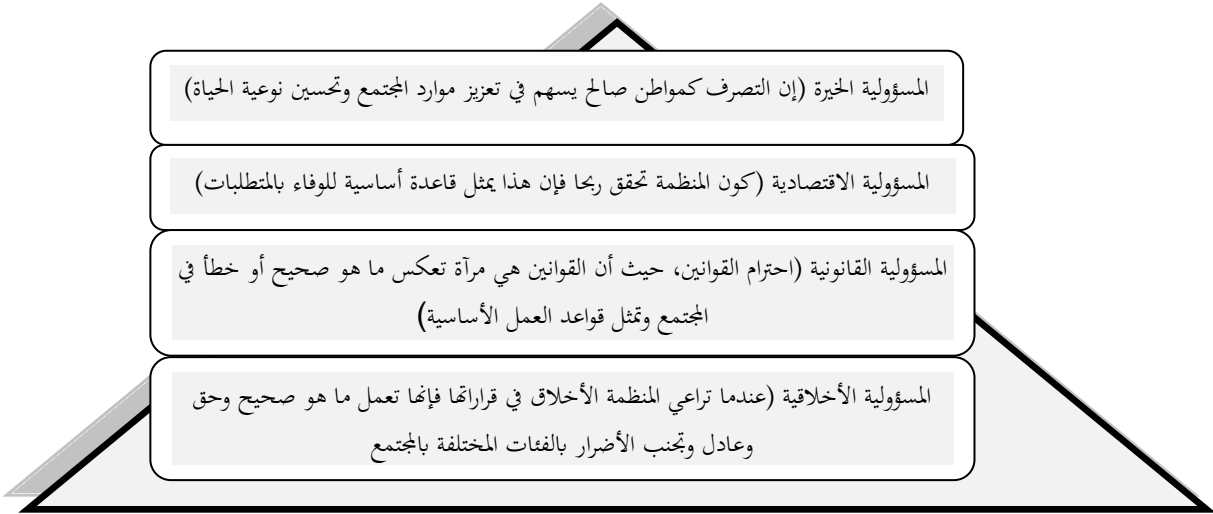 المسؤولية الخيرة (إن التصرف كمواطن صالح يسهم في تعزيز موارد المجتمع وتحسين نوعية الحياة)
المسؤولية الاقتصادية (كون المنظمة تحقق ربحا فإن هذا يمثل قاعدة أساسية للوفاء بالمتطلبات)
المسؤولية القانونية (احترام القوانين، حيث أن القوانين هي مرآة تعكس ما هو صحيح أو خطأ في
المجتمع وتمثل قواعد العمل الأساسية)
المسؤولية الأخلاقية (عندما تراعي المنظمة الأخلاق في قراراتها فإنها تعمل ما هو صحيح وحق
وعادل وتجنب الأضرار بالفئات المختلفة بالمجتمع